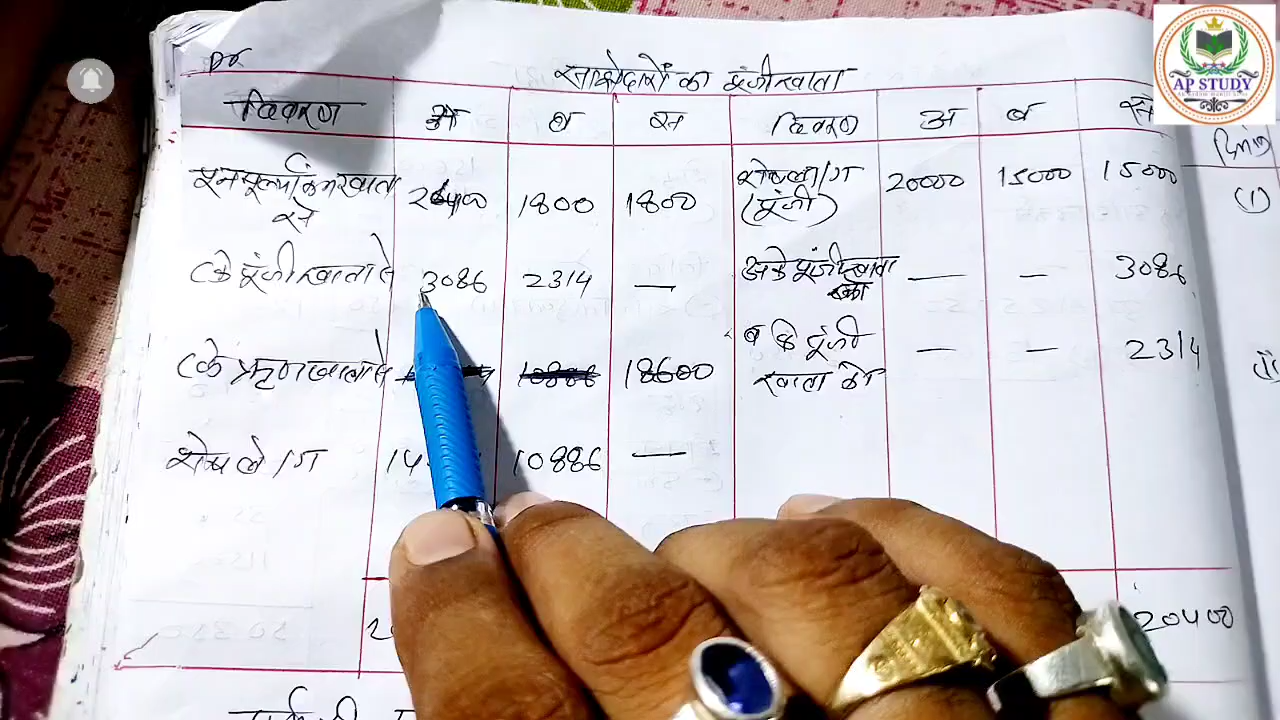 Dr
साझेदारों का पूंजी खाता
विवरण अ ब स विवरण अ ब स
पुनर्मूल्यांकन खाता से 2400 1800 1800 शेष ला/ग (पूंजी) 20000 15000 15000
C के पूंजी खाता से 3086 2314 — अ के पूंजी खाता का — — 3086
C के ऋण खाता से 18600 ब कि पूंजी खाता को — — 2314
शेष ले/ग 10886 —
20400
(i)
AP STUDY